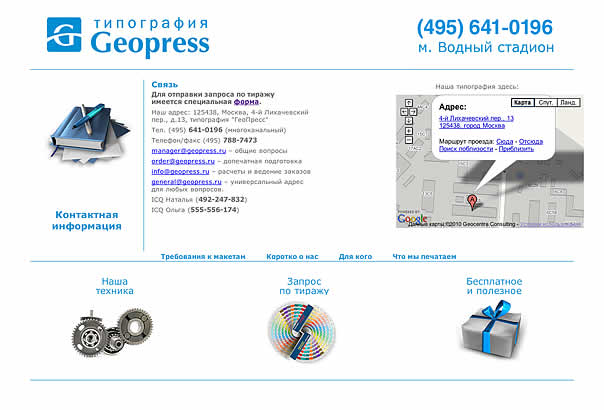 типография
Geopress
(495) 641-0196
м. Водный стадион
Связь
Для отправки запроса по тиражу
имеется специальная форма.
Наш адрес: 125438, Москва, 4-й Лихачевский
пер., д.13, типография "ГеоПресс".
Тел. (495) 641-0196 (многоканальный)
Телефон/факс (495) 788-7473
manager@geopress.ru – общие вопросы
order@geopress.ru – допечатная подготовка
info@geopress.ru – расчеты и ведение заказов
general@geopress.ru – универсальный адрес
для любых вопросов.
ICQ Наталья (492-247-832)
ICQ Ольга (555-556-174)
Контактная
информация
Наша типография здесь:
Карта Спут. Ланд.
Адрес:
4-й Лихачевский пер., 13
125438, город Москва
Маршрут проезда: Сюда - Отсюда
Поиск поблизости - Приблизить
A
POWERED BY
Google
Данные карты ©2010 Geocentre Consulting - Условия использования
Требования к макетам Коротко о нас Для кого Что мы печатаем
Наша
техника
Запрос
по тиражу
Бесплатное
и полезное